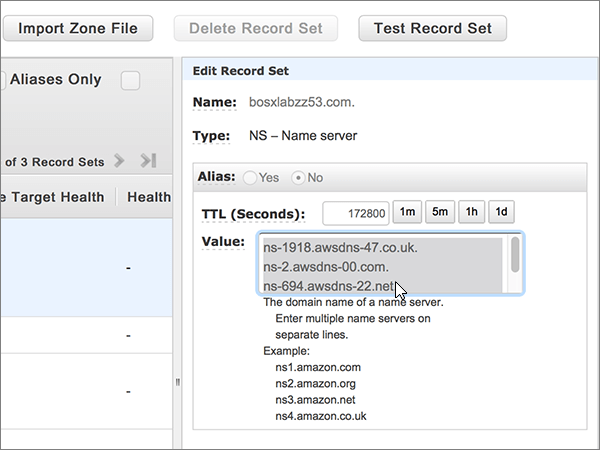 Import Zone File
Delete Record Set
Test Record Set
Aliases Only
of 3 Record Sets
e Target Health
Health
-
-
-
Edit Record Set
Name: bosxlabzz53.com.
Type: NS – Name server
Alias: Yes No
TTL (Seconds): 172800 1m 5m 1h 1d
Value: ns-1918.awsdns-47.co.uk.
ns-2.awsdns-00.com.
ns-694.awsdns-22.net
The domain name of a name server.
Enter multiple name servers on
separate lines.
Example:
ns1.amazon.com
ns2.amazon.org
ns3.amazon.net
ns4.amazon.co.uk